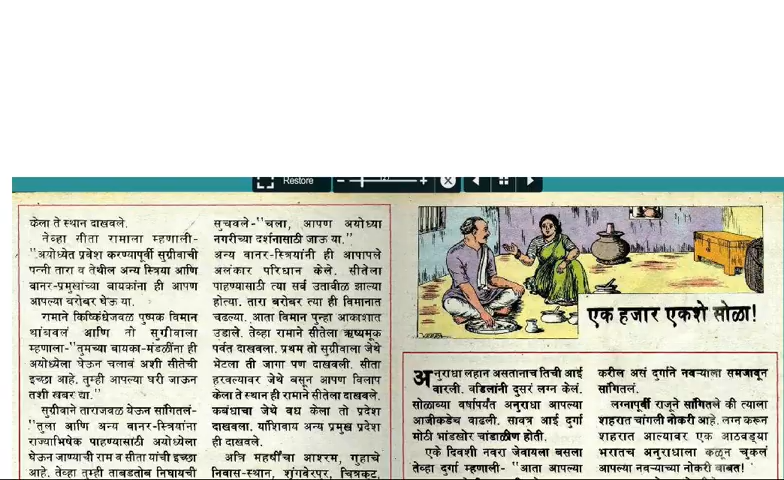 Restore
केला ते स्थान दाखवले.
तेव्हा सीता रामाला म्हणाली-
"अयोध्येत प्रवेश करण्यापूर्वी सुग्रीवाची
पत्नी तारा व तेथील अन्य स्त्रिया आणि
वानर-प्रमुखांच्या बायकांना ही आपण
आपल्या बरोबर घेऊ या.
रामाने किष्किंधेजवळ पुष्पक विमान
थांबवलं आणि तो सुग्रीवाला
म्हणाला-"तुमच्या बायका-मंडळींना ही
अयोध्येला घेऊन चलावं अशी सीतेची
इच्छा आहे. तुम्ही आपल्या घरी जाऊन
तशी खबर द्या."
सुग्रीवाने ताराजवळ येऊन सांगितलं-
"तुला आणि अन्य वानर-स्त्रियांना
राज्याभिषेक पाहण्यासाठी अयोध्येला
घेऊन जाण्याची राम व सीता यांची इच्छा
आहे. तेव्हा तुम्ही ताबडतोब निघायची
सुचवले-"चला, आपण अयोध्या
नगरीच्या दर्शनासाठी जाऊ या."
अन्य वानर-स्त्रियांनी ही आपापले
अलंकार परिधान केले. सीतेला
पाहण्यासाठी त्या सर्व उतावीळ झाल्या
होत्या. तारा बरोबर त्या ही विमानात
चढल्या. आता विमान पुन्हा आकाशात
उडाले. तेव्हा रामाने सीतेला ऋष्यमूक
पर्वत दाखवला. प्रथम तो सुग्रीवाला जेथे
भेटला ती जागा पण दाखवली. सीता
हरवल्यावर जेथे बसून आपण विलाप
केला ते स्थान ही रामाने सीतेला दाखवले.
कबंधाचा जेथे वध केला तो प्रदेश
दाखवला. याशिवाय अन्य प्रमुख प्रदेश
ही दाखवले.
अत्रि महर्षींचा आश्रम, गुहाचे
निवास-स्थान, शृंगवेरपुर, चित्रकूट,
एक हजार एकशे सोळा!
अनुराधा लहान असतानाच तिची आई
वारली. वडिलांनी दुसरं लग्न केलं.
सोळाव्या वर्षापर्यंत अनुराधा आपल्या
आजीकडेच वाढली. सावत्र आई दुर्गा
मोठी भांडखोर चांडाळीण होती.
एके दिवशी नवरा जेवायला बसला
तेव्हा दुर्गा म्हणाली- "आता आपल्या
करील असं दुर्गाने नवऱ्याला समजावून
सांगितलं.
लग्नापूर्वी राजूने सांगितले की त्याला
शहरात चांगली नोकरी आहे. लग्न करून
शहरात आल्यावर एक आठवड्या
भरातच अनुराधाला कळून चुकलं
आपल्या नवऱ्याच्या नोकरी बाबत!